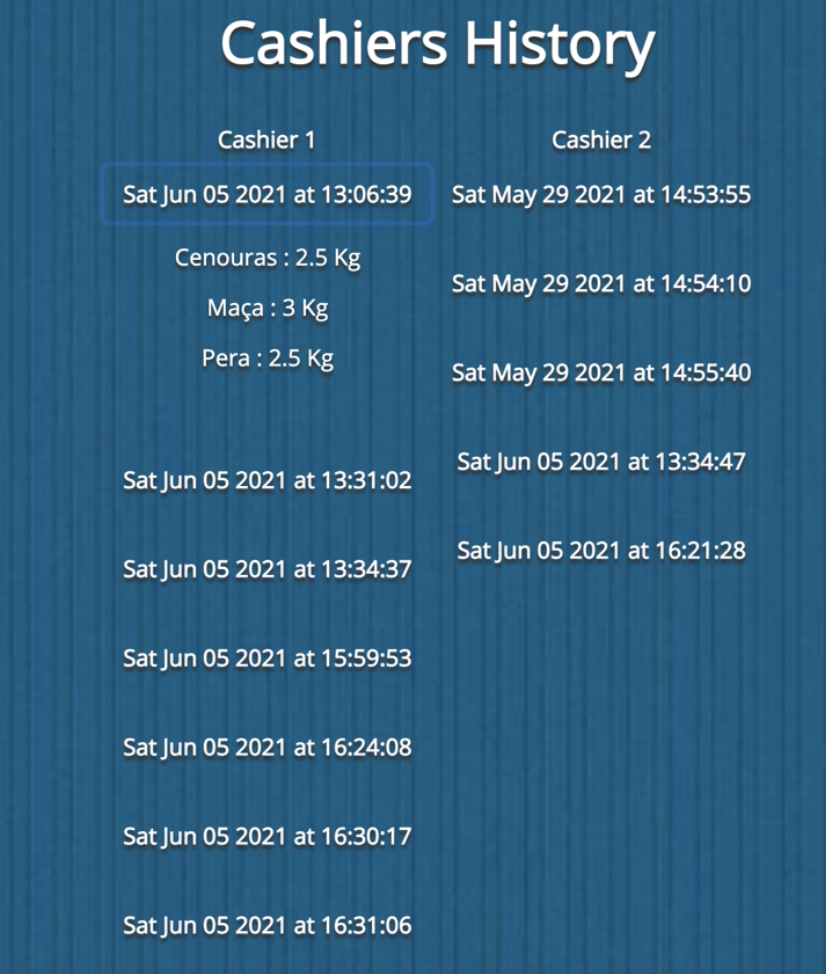 Cashiers History
Cashier 1
Sat Jun 05 2021 at 13:06:39
Cenouras : 2.5 Kg
Maça : 3 Kg
Pera : 2.5 Kg
Sat Jun 05 2021 at 13:31:02
Sat Jun 05 2021 at 13:34:37
Sat Jun 05 2021 at 15:59:53
Sat Jun 05 2021 at 16:24:08
Sat Jun 05 2021 at 16:30:17
Sat Jun 05 2021 at 16:31:06
Cashier 2
Sat May 29 2021 at 14:53:55
Sat May 29 2021 at 14:54:10
Sat May 29 2021 at 14:55:40
Sat Jun 05 2021 at 13:34:47
Sat Jun 05 2021 at 16:21:28